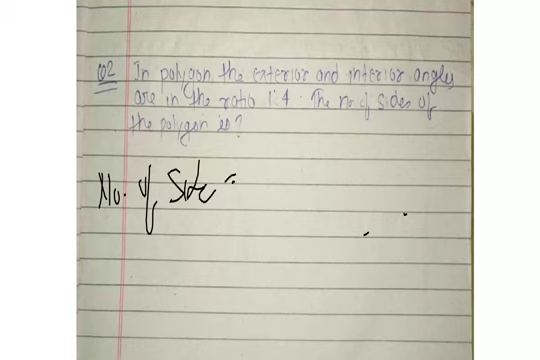 Q2 In polygon the exterior and interior angles
are in the ratio 1:4. The no of sides of
the polygon is?
No. of Side =